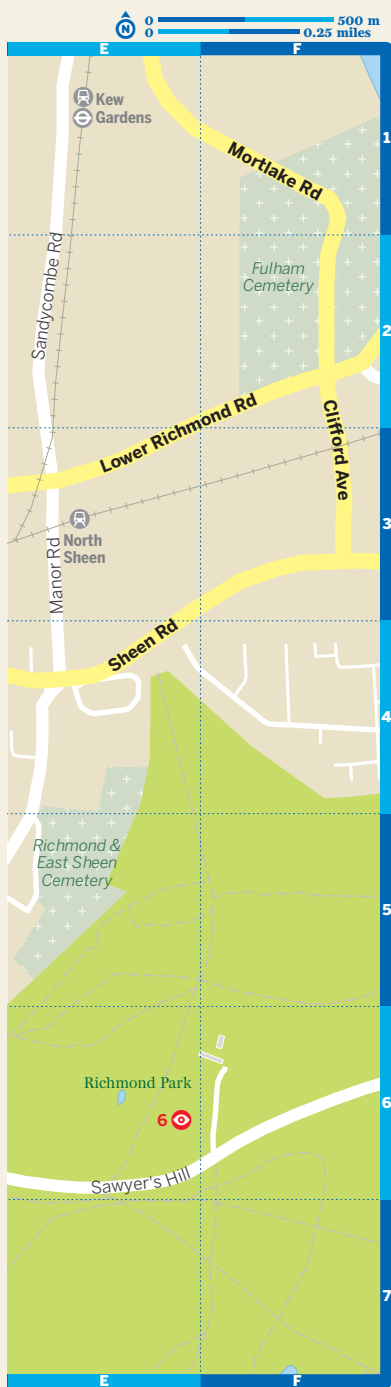 N
0 500 m
0 0.25 miles
E F
1
Kew
Gardens
Mortlake Rd
Sandycombe Rd
Fulham
Cemetery
2
Lower Richmond Rd
Clifford Ave
3
North
Sheen
Manor Rd
Sheen Rd
4
Richmond &
East Sheen
Cemetery
5
Richmond Park
6
6
Sawyer's Hill
7
E F